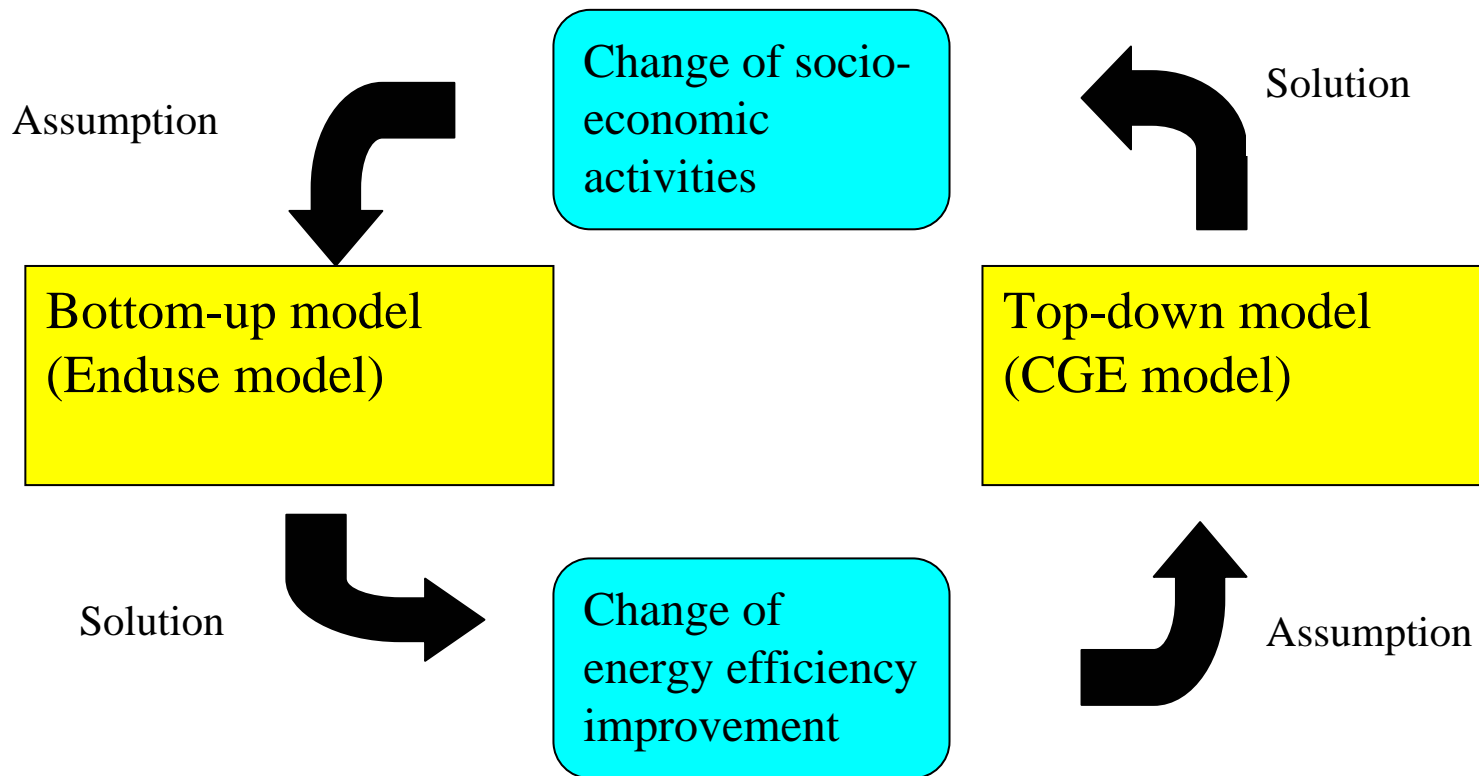 Change of socio-
economic
activities
Solution
Assumption
Bottom-up model
(Enduse model)
Top-down model
(CGE model)
Solution
Change of
energy efficiency
improvement
Assumption